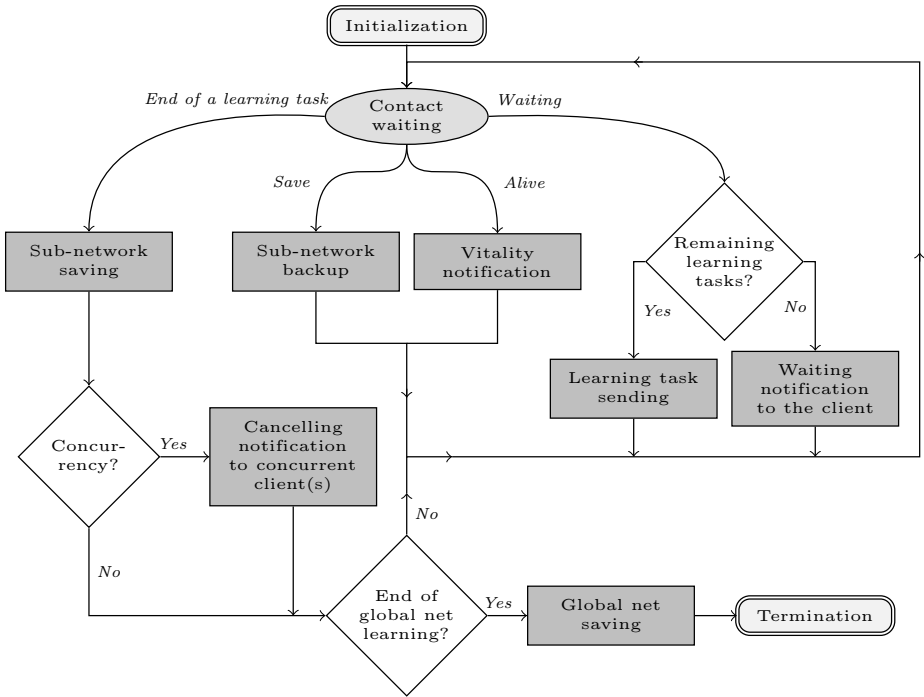 Initialization
End of a learning task
Contact
waiting
Waiting
Save
Alive
Sub-network
saving
Sub-network
backup
Vitality
notification
Remaining
learning
tasks?
Yes
No
Learning task
sending
Waiting
notification
to the client
Concur-
rency?
Yes
Cancelling
notification
to concurrent
client(s)
No
No
End of
global net
learning?
Yes
Global net
saving
Termination